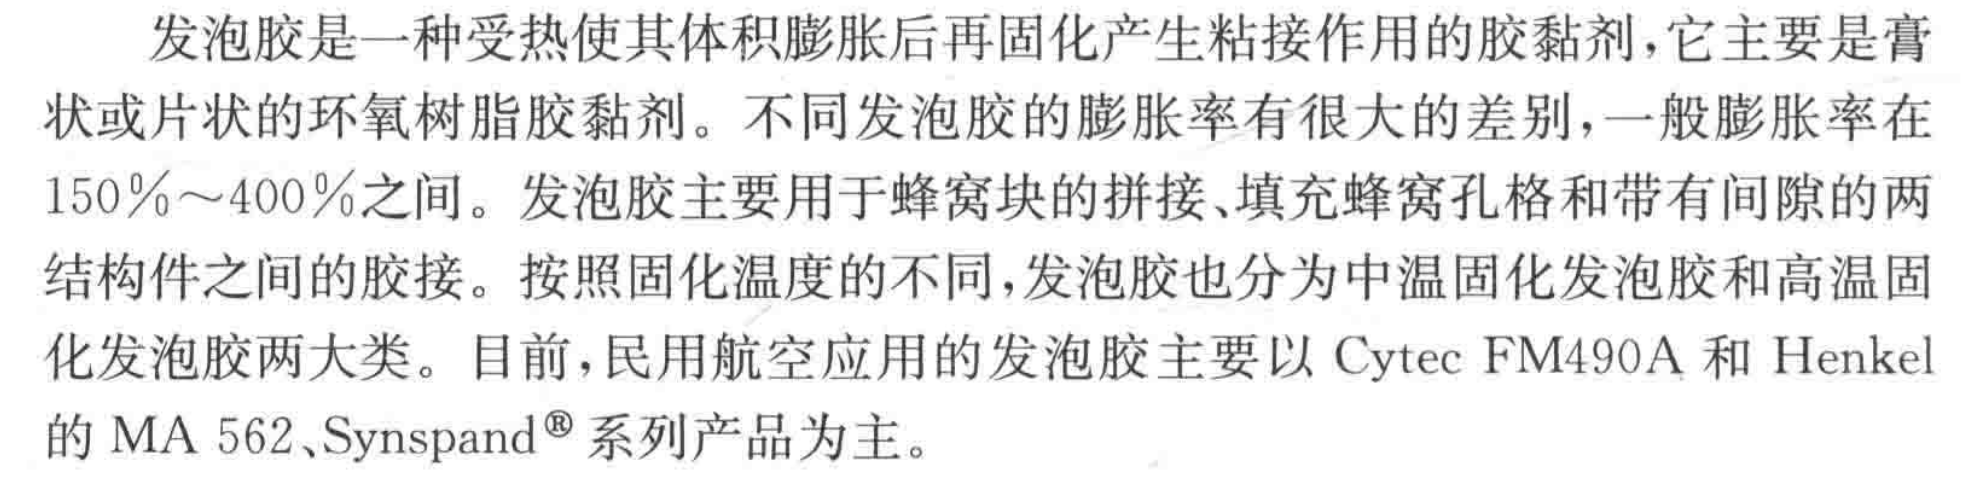 发泡胶是一种受热使其体积膨胀后再固化产生粘接作用的胶黏剂,它主要是膏
状或片状的环氧树脂胶黏剂。不同发泡胶的膨胀率有很大的差别,一般膨胀率在
150%～400%之间。发泡胶主要用于蜂窝块的拼接、填充蜂窝孔格和带有间隙的两
结构件之间的胶接。按照固化温度的不同,发泡胶也分为中温固化发泡胶和高温固
化发泡胶两大类。目前,民用航空应用的发泡胶主要以 Cytec FM490A 和 Henkel
的 MA 562、Synspand® 系列产品为主。